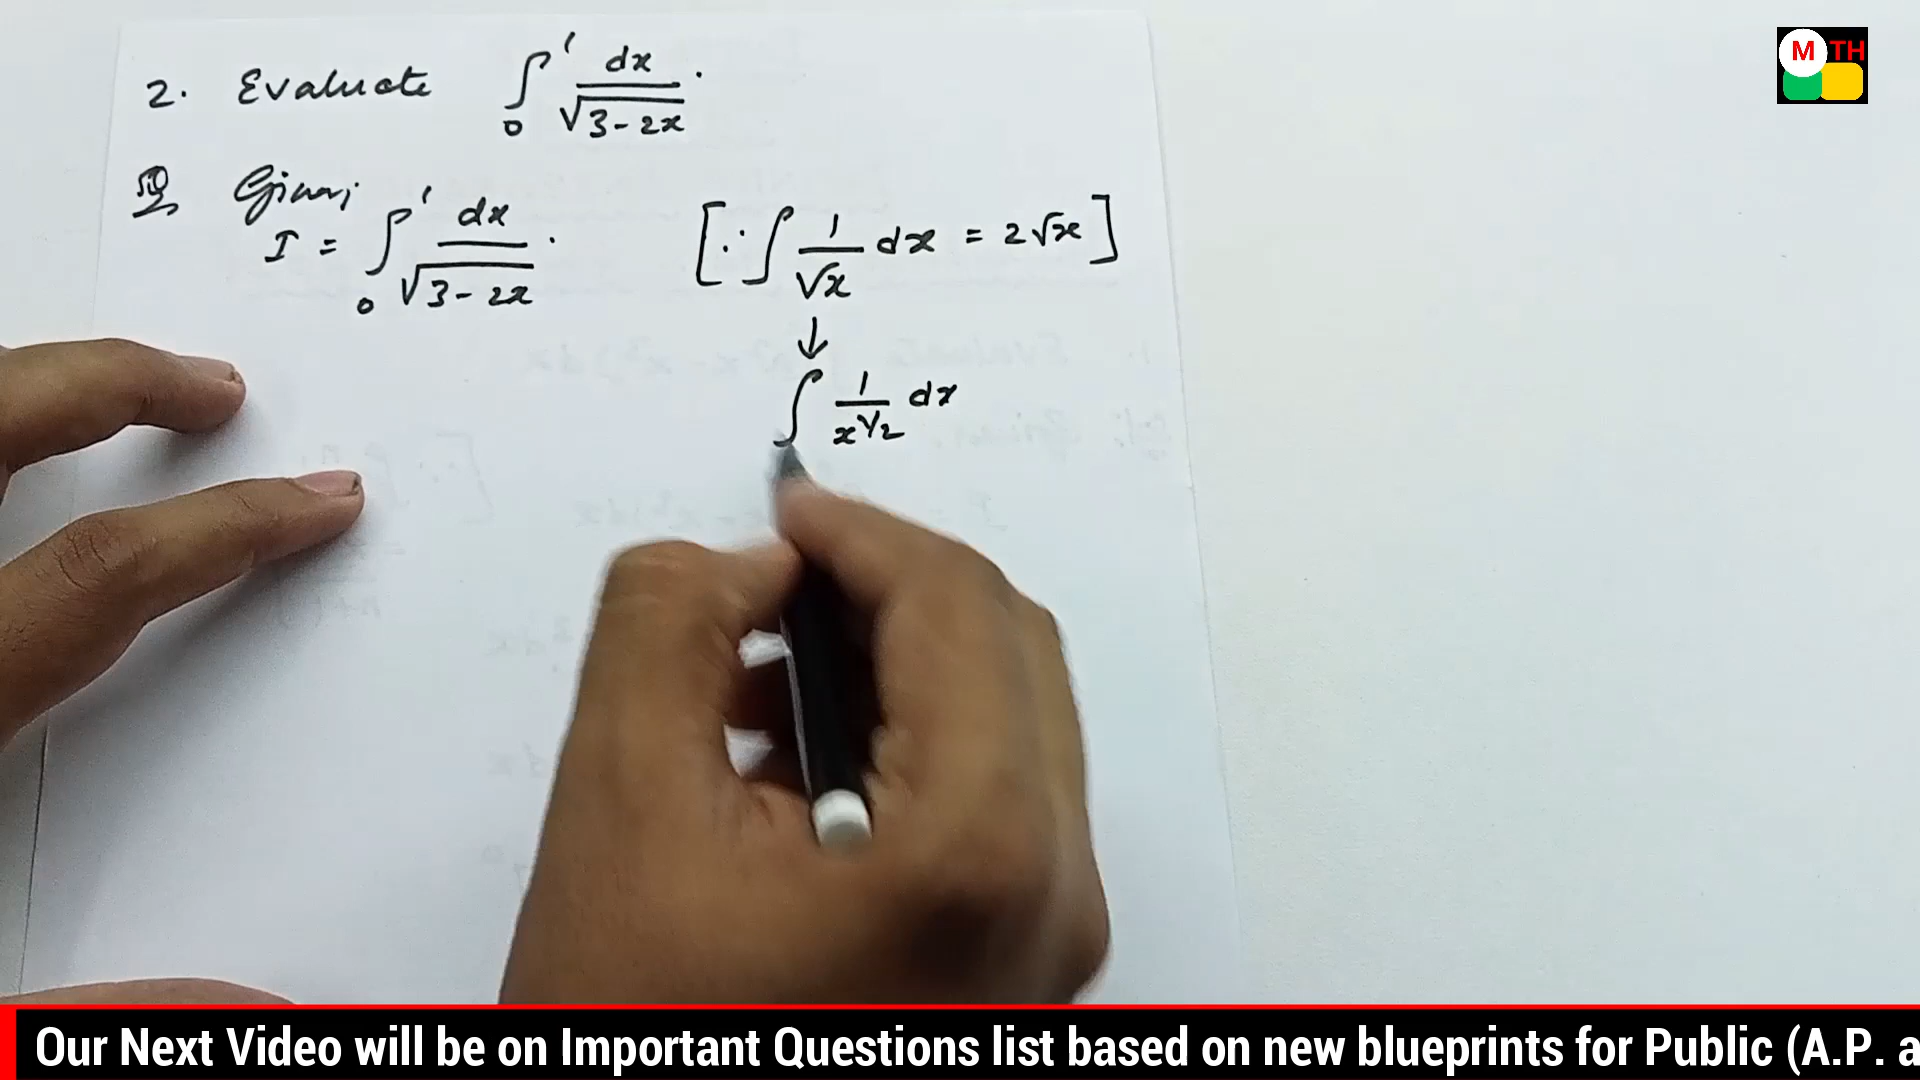 2. Evaluate ∫₀¹ dx/√(3-2x).
Sol Given;
I = ∫₀¹ dx/√(3-2x). [∵ ∫ 1/√x dx = 2√x]
↓
∫ 1/x^(1/2) dx
M TH
Our Next Video will be on Important Questions list based on new blueprints for Public (A.P. a